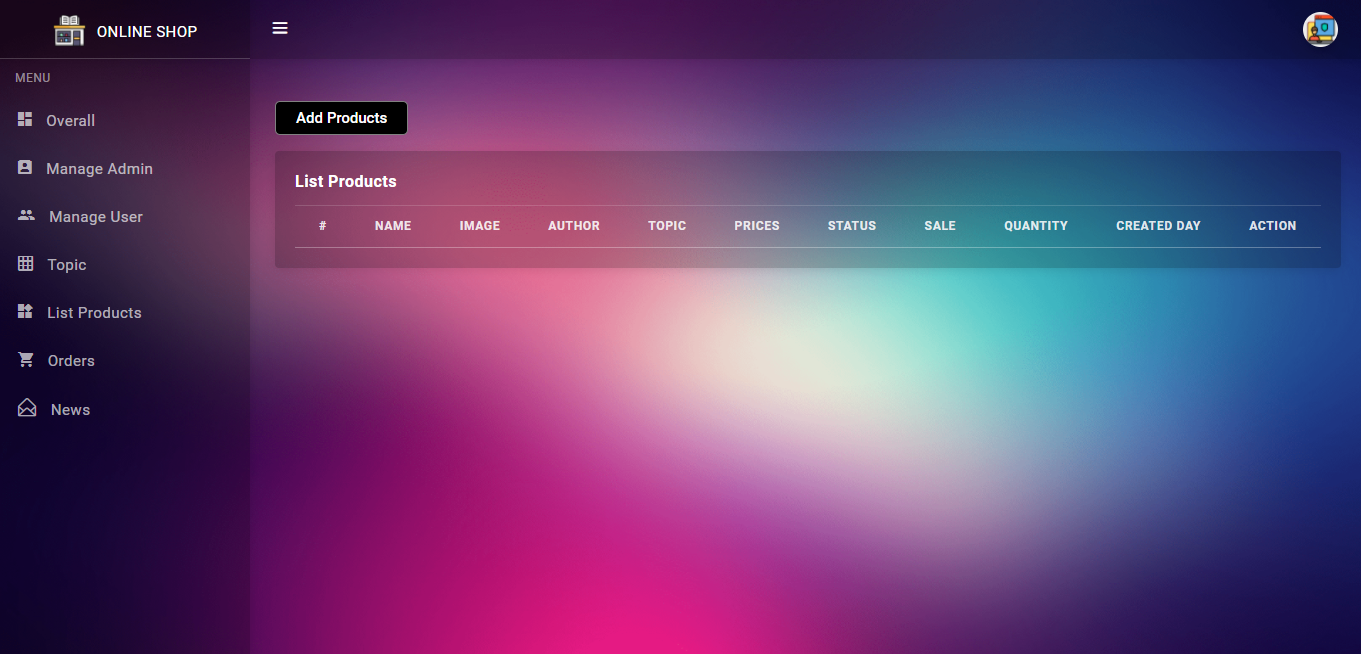 ONLINE SHOP
MENU
Overall
Manage Admin
Manage User
Topic
List Products
Orders
News
Add Products
List Products
# NAME IMAGE AUTHOR TOPIC PRICES STATUS SALE QUANTITY CREATED DAY ACTION